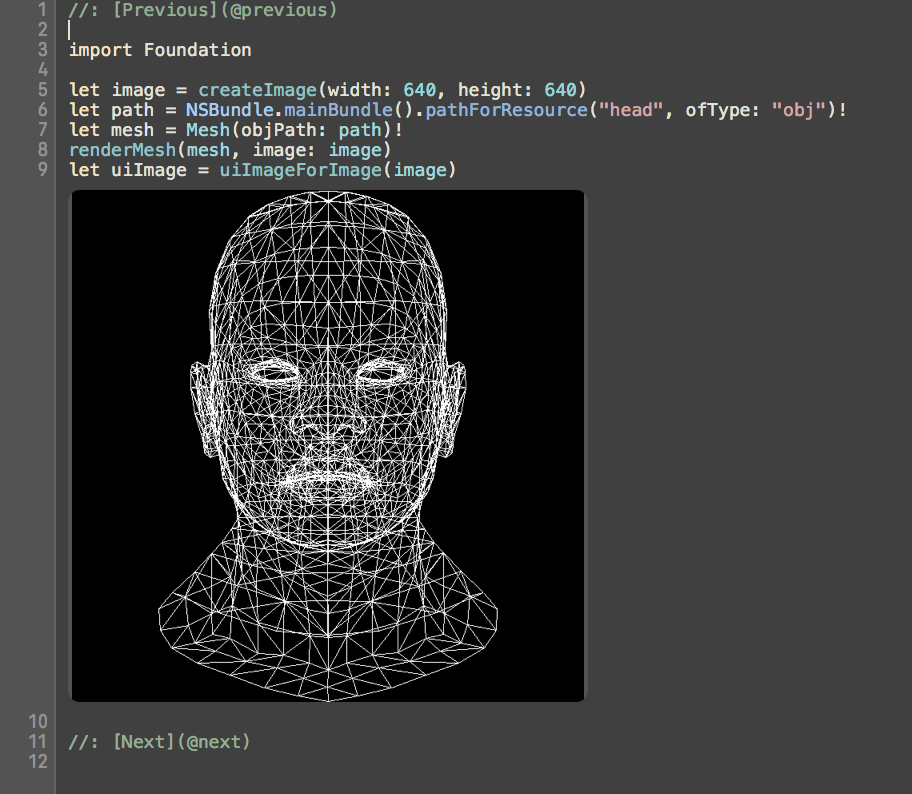 1 //: [Previous](@previous)
2
3 import Foundation
4
5 let image = createImage(width: 640, height: 640)
6 let path = NSBundle.mainBundle().pathForResource("head", ofType: "obj")!
7 let mesh = Mesh(objPath: path)!
8 renderMesh(mesh, image: image)
9 let uiImage = uiImageForImage(image)
10
11 //: [Next](@next)
12